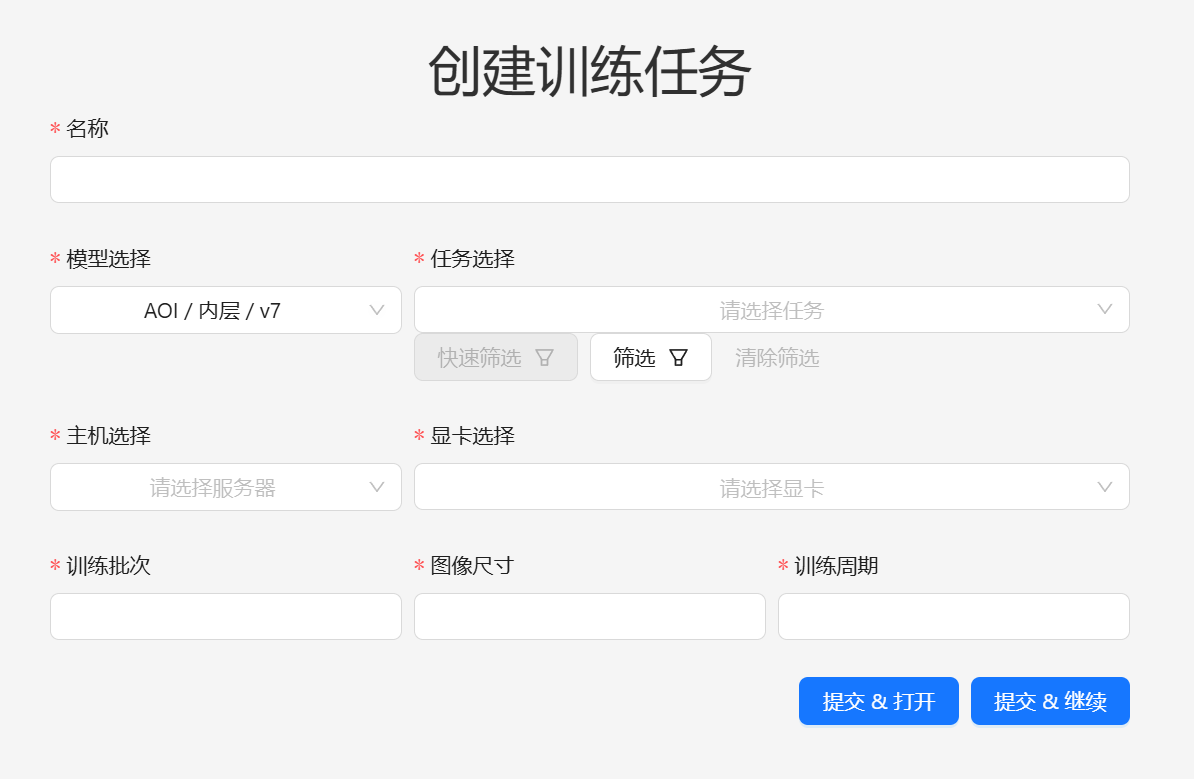 创建训练任务
* 名称
* 模型选择 * 任务选择
AOI / 内层 / v7 请选择任务
快速筛选 筛选 清除筛选
* 主机选择 * 显卡选择
请选择服务器 请选择显卡
* 训练批次 * 图像尺寸 * 训练周期
提交 & 打开 提交 & 继续